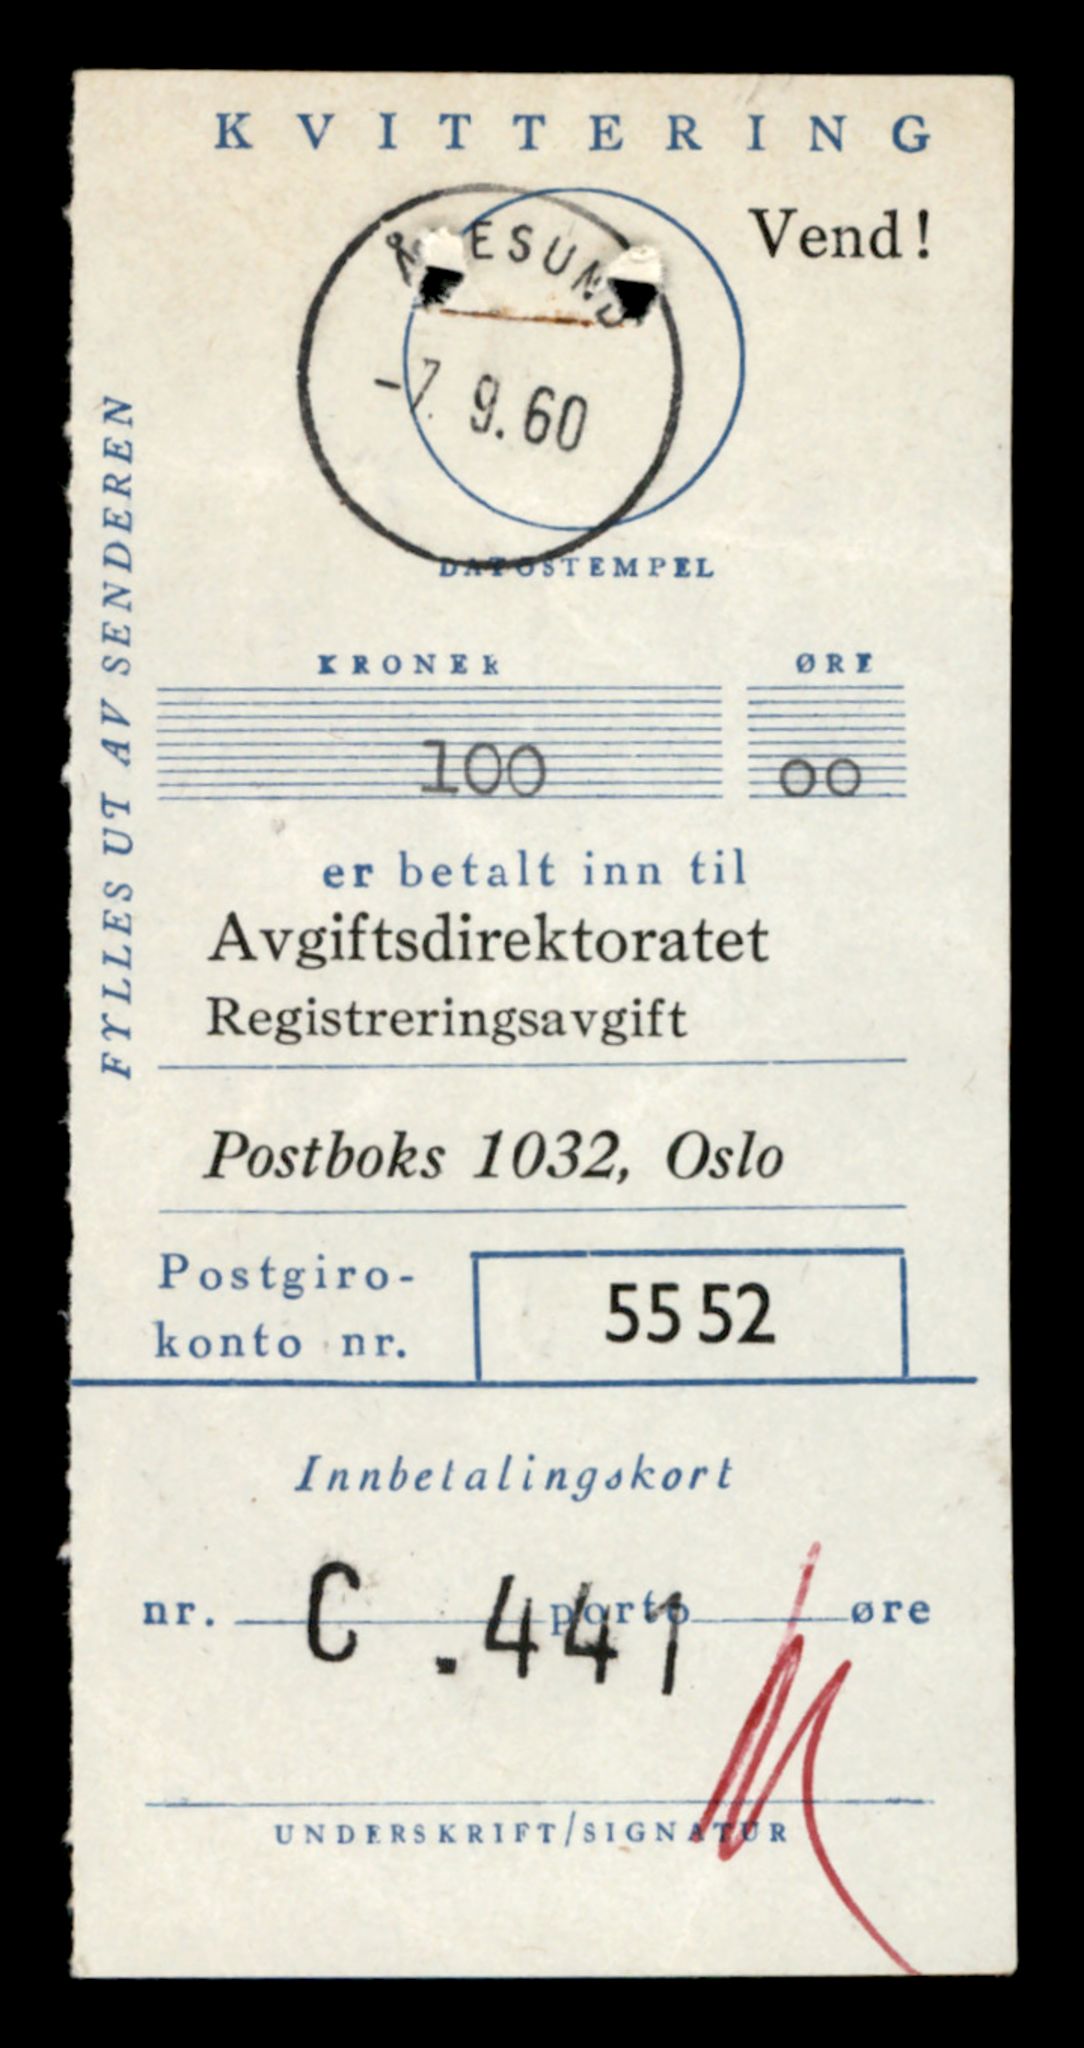 KVITTERING
Vend!
ÅLESUND
-7. 9. 60
DATOSTEMPEL
FYLLES UT AV SENDEREN
KRONER ØRE
100 00
er betalt inn til
Avgiftsdirektoratet
Registreringsavgift
Postboks 1032, Oslo
Postgiro-
konto nr. 5552
Innbetalingskort
nr. C .441 porto øre
UNDERSKRIFT/SIGNATUR